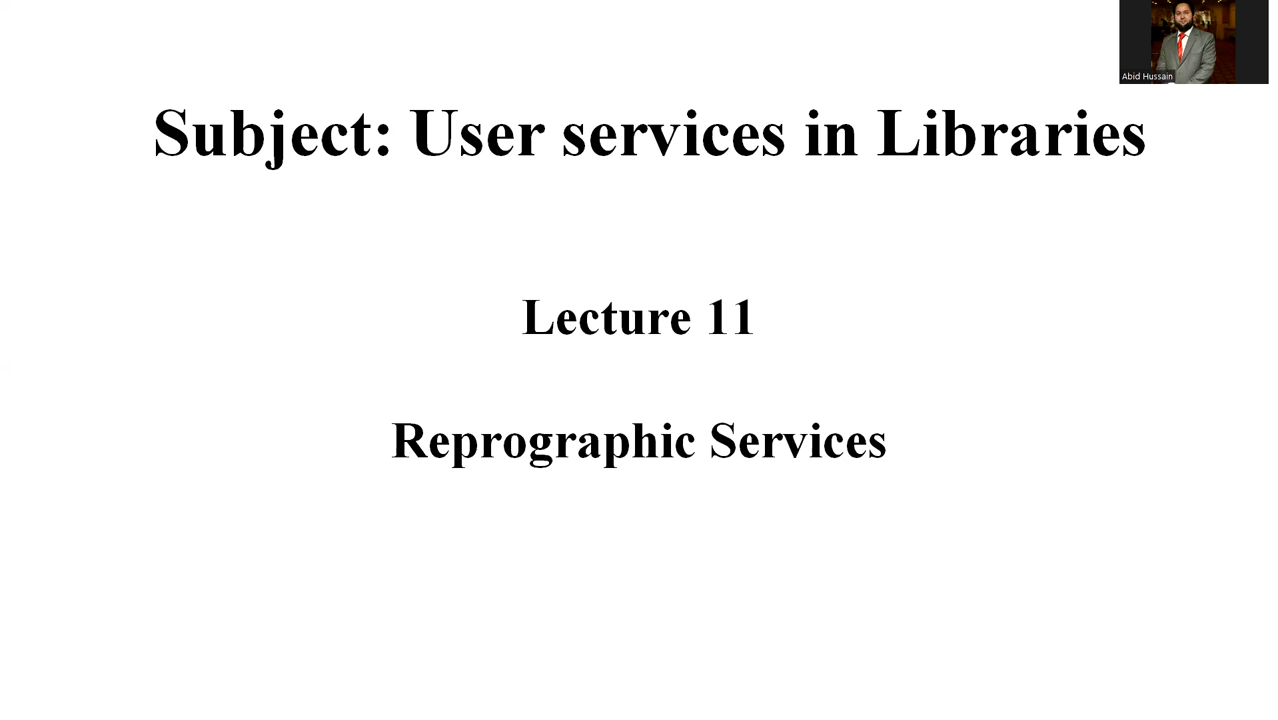 Abid Hussain
Subject: User services in Libraries
Lecture 11
Reprographic Services